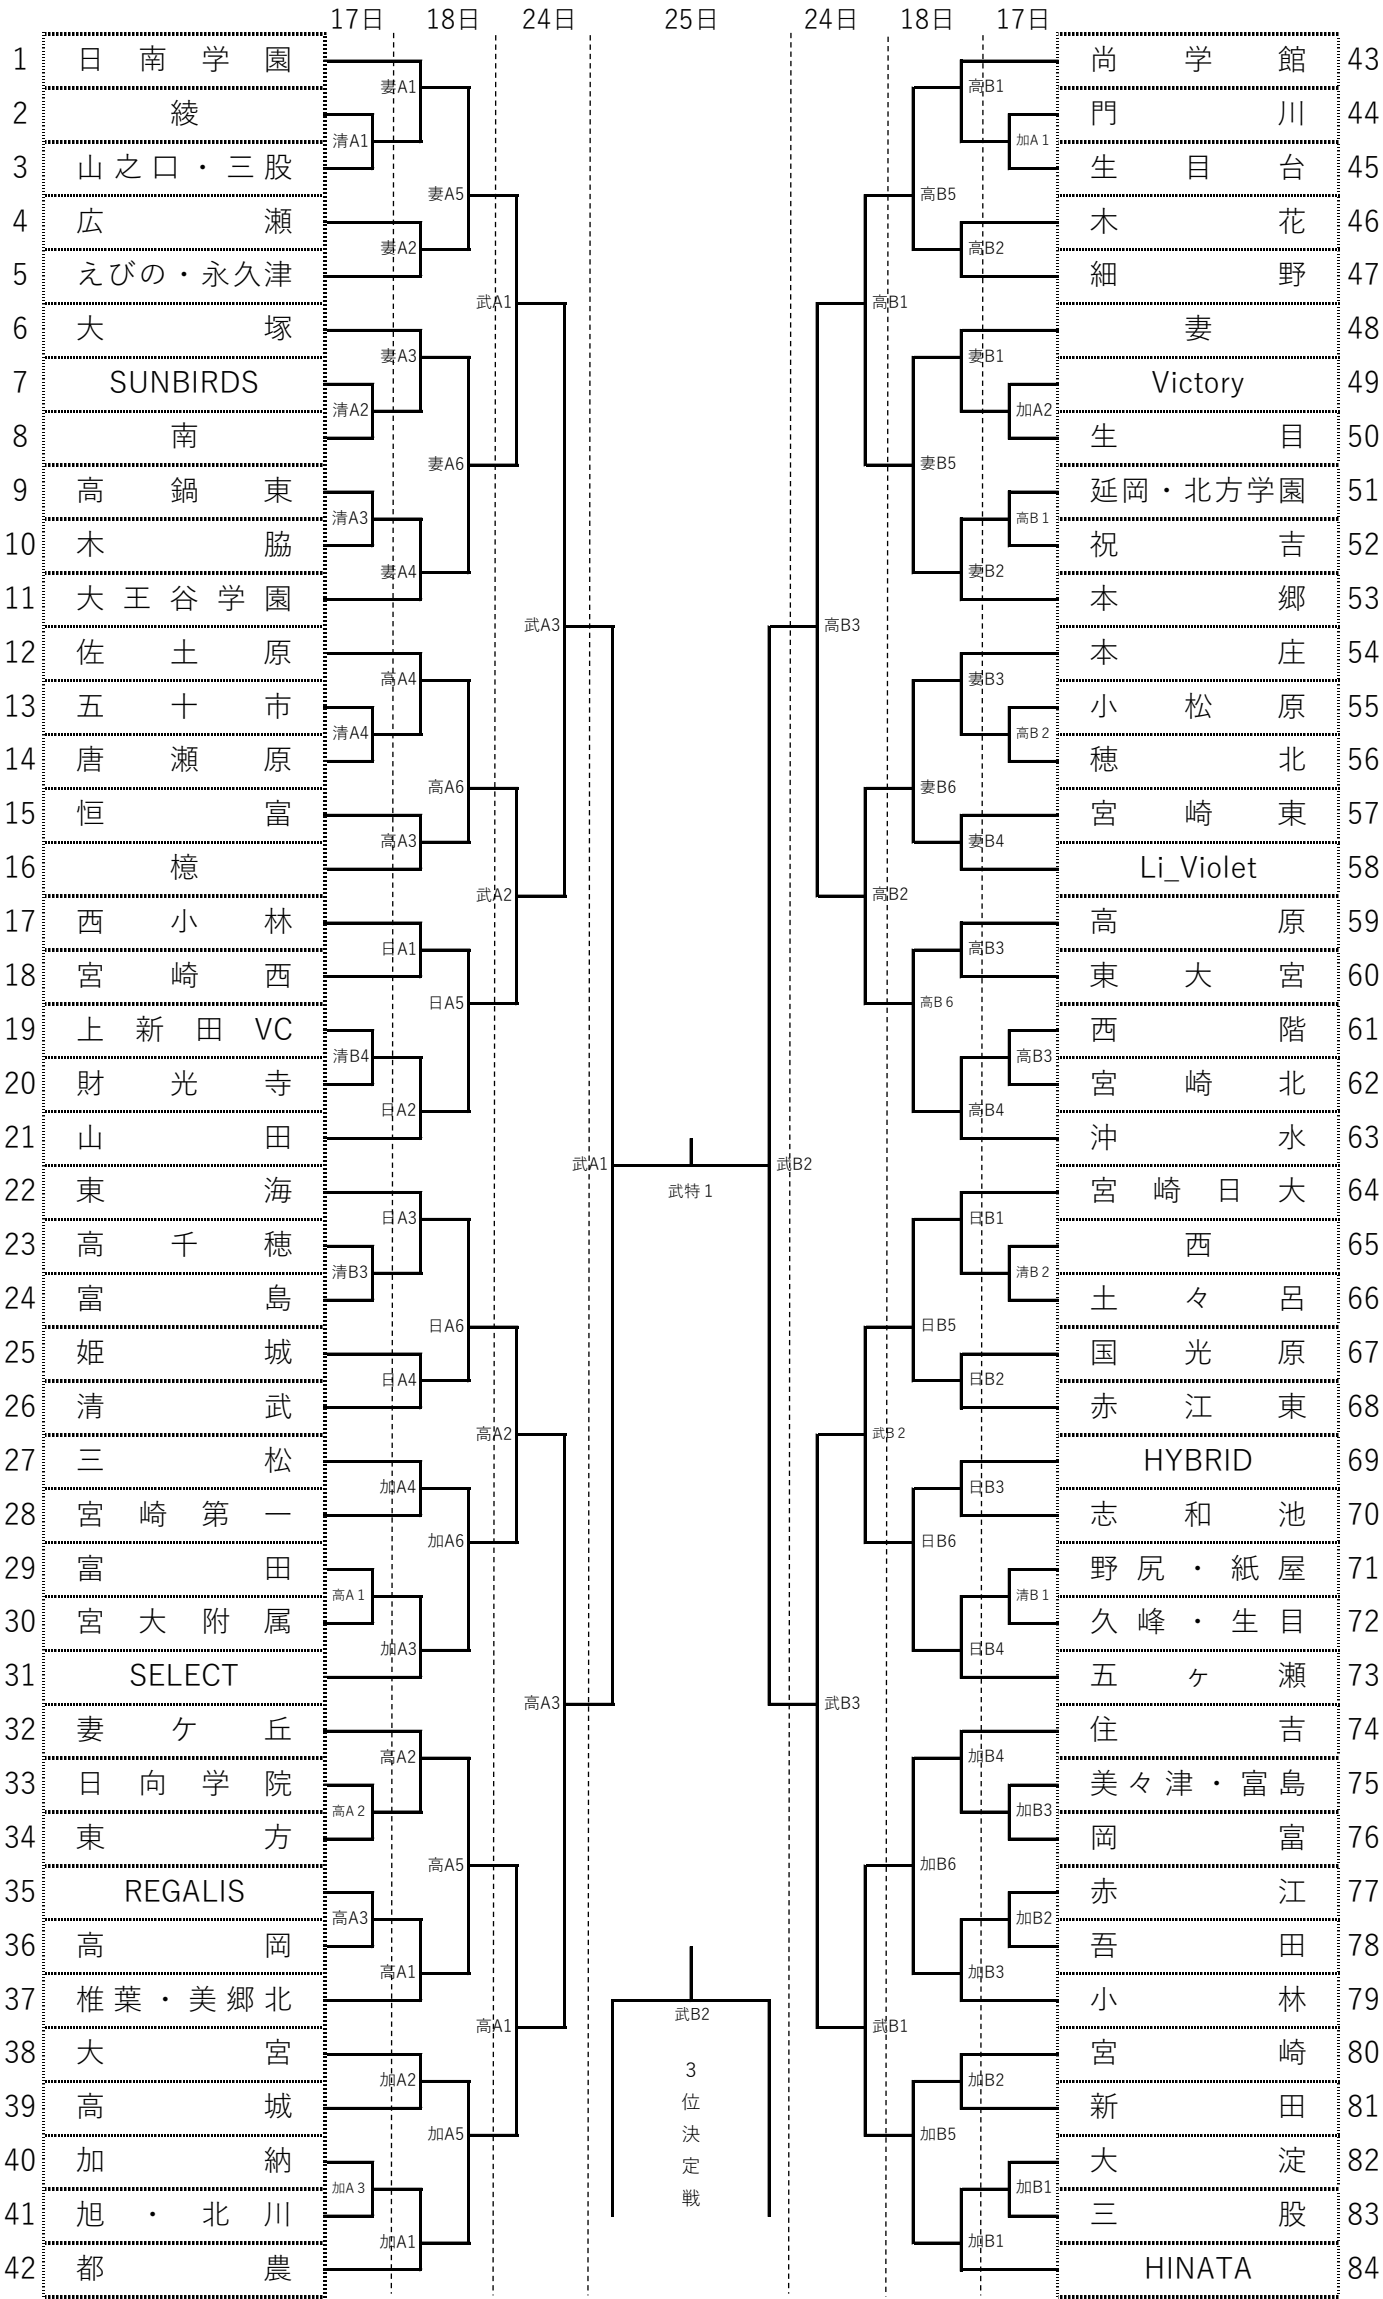 17日 18日 24日 25日 24日 18日 17日
1 日南学園 尚学館 43
妻A1 高B1
2 綾 門川 44
清A1 加A1
3 山之口・三股 生目台 45
妻A5 高B5
4 広瀬 木花 46
妻A2 高B2
5 えびの・永久津 細野 47
武A1 高B1
6 大塚 妻 48
妻A3 妻B1
7 SUNBIRDS Victory 49
清A2 加A2
8 南 生目 50
妻A6 妻B5
9 高鍋東 延岡・北方学園 51
清A3 高B1
10 木脇 祝吉 52
妻A4 妻B2
11 大王谷学園 本郷 53
武A3 高B3
12 佐土原 本庄 54
高A4 妻B3
13 五十市 小松原 55
清A4 高B2
14 唐瀬原 穂北 56
高A6 妻B6
15 恒富 宮崎東 57
高A3 妻B4
16 檍 Li_Violet 58
武A2 高B2
17 西小林 高原 59
日A1 高B3
18 宮崎西 東大宮 60
日A5 高B6
19 上新田VC 西階 61
清B4 高B3
20 財光寺 宮崎北 62
日A2 高B4
21 山田 沖水 63
武A1 武B2
武特1
22 東海 宮崎日大 64
日A3 日B1
23 高千穂 西 65
清B3 清B2
24 富島 土々呂 66
日A6 日B5
25 姫城 国光原 67
日A4 日B2
26 清武 赤江東 68
高A2 武B2
27 三松 HYBRID 69
加A4 日B3
28 宮崎第一 志和池 70
加A6 日B6
29 富田 野尻・紙屋 71
高A1 清B1
30 宮大附属 久峰・生目 72
加A3 日B4
31 SELECT 五ヶ瀬 73
高A3 武B3
32 妻ケ丘 住吉 74
高A2 加B4
33 日向学院 美々津・富島 75
高A2 加B3
34 東方 岡富 76
高A5 加B6
35 REGALIS 赤江 77
高A3 加B2
36 高岡 吾田 78
高A1 加B3
37 椎葉・美郷北 小林 79
武B2
高A1 武B1
38 大宮 宮崎 80
加A2 加B2
39 高城 新田 81
加A5 加B5
3位決定戦
40 加納 大淀 82
加A3 加B1
41 旭・北川 三股 83
加A1 加B1
42 都農 HINATA 84